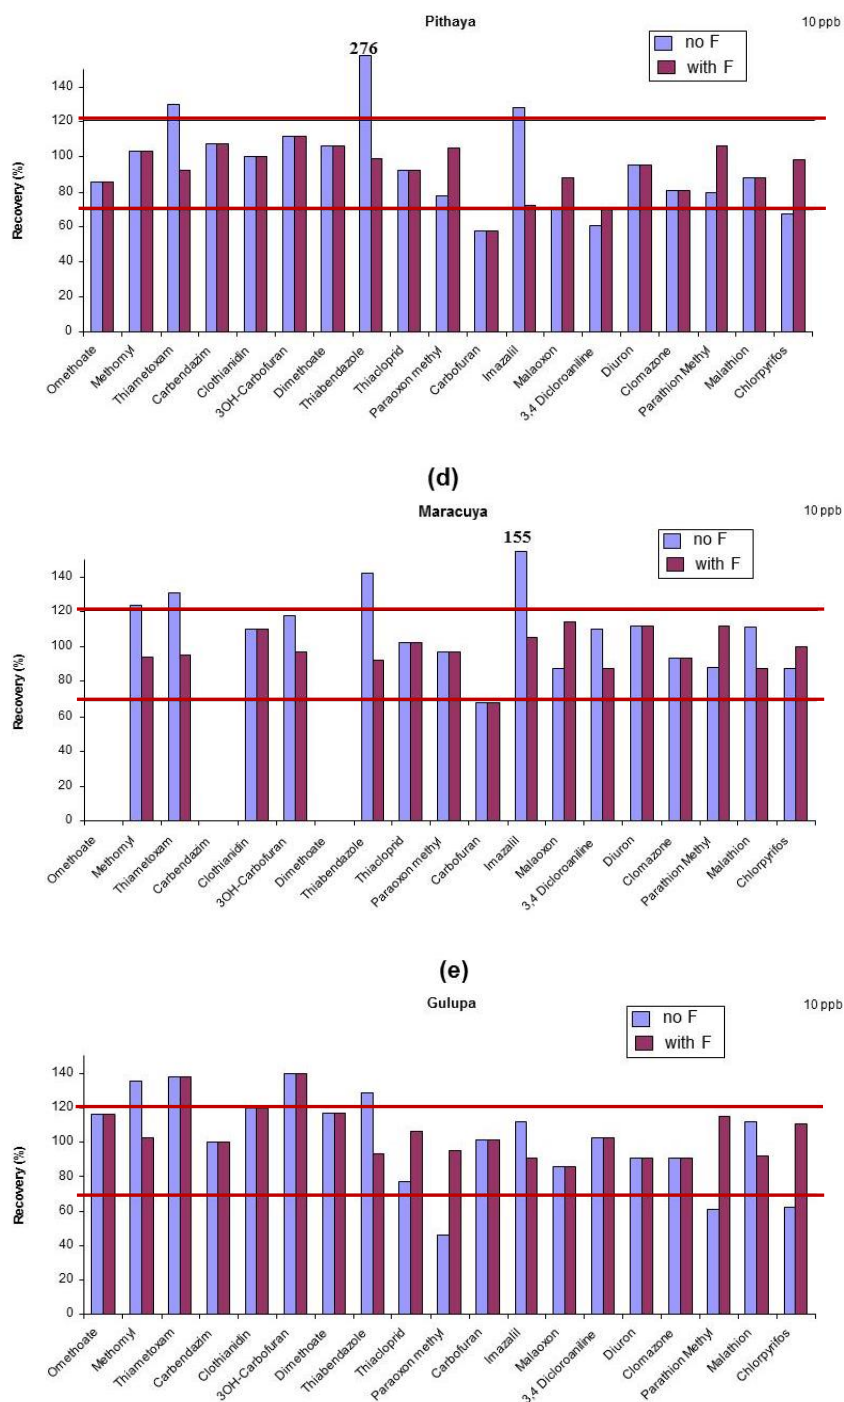 Pithaya
10 ppb
276
no F
with F
140
120
100
80
60
40
20
0
Recovery (%)
Omethoate
Methomyl
Thiametoxam
Carbendazim
Clothianidin
3OH-Carbofuran
Dimethoate
Thiabendazole
Thiacloprid
Paraoxon methyl
Carbofuran
Imazalil
Malaoxon
3,4 Dicloroaniline
Diuron
Clomazone
Parathion Methyl
Malathion
Chlorpyrifos
(d)
Maracuya
10 ppb
155
no F
with F
140
120
100
80
60
40
20
0
Recovery (%)
Omethoate
Methomyl
Thiametoxam
Carbendazim
Clothianidin
3OH-Carbofuran
Dimethoate
Thiabendazole
Thiacloprid
Paraoxon methyl
Carbofuran
Imazalil
Malaoxon
3,4 Dicloroaniline
Diuron
Clomazone
Parathion Methyl
Malathion
Chlorpyrifos
(e)
Gulupa
10 ppb
no F
with F
140
120
100
80
60
40
20
0
Recovery (%)
Omethoate
Methomyl
Thiametoxam
Carbendazim
Clothianidin
3OH-Carbofuran
Dimethoate
Thiabendazole
Thiacloprid
Paraoxon methyl
Carbofuran
Imazalil
Malaoxon
3,4 Dicloroaniline
Diuron
Clomazone
Parathion Methyl
Malathion
Chlorpyrifos